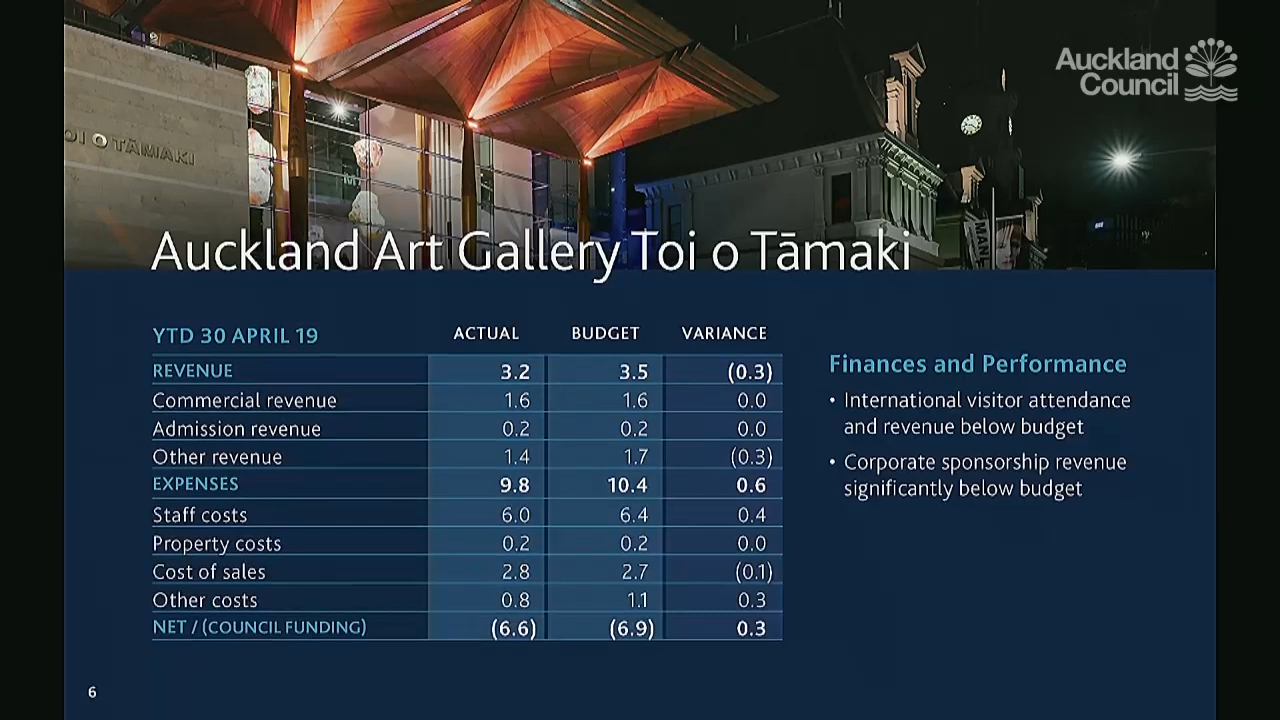 Auckland
Council
OI O TĀMAKI
Auckland Art Gallery Toi o Tāmaki
YTD 30 APRIL 19 ACTUAL BUDGET VARIANCE
REVENUE 3.2 3.5 (0.3)
Commercial revenue 1.6 1.6 0.0
Admission revenue 0.2 0.2 0.0
Other revenue 1.4 1.7 (0.3)
EXPENSES 9.8 10.4 0.6
Staff costs 6.0 6.4 0.4
Property costs 0.2 0.2 0.0
Cost of sales 2.8 2.7 (0.1)
Other costs 0.8 1.1 0.3
NET / (COUNCIL FUNDING) (6.6) (6.9) 0.3
Finances and Performance
• International visitor attendance
and revenue below budget
• Corporate sponsorship revenue
significantly below budget
6